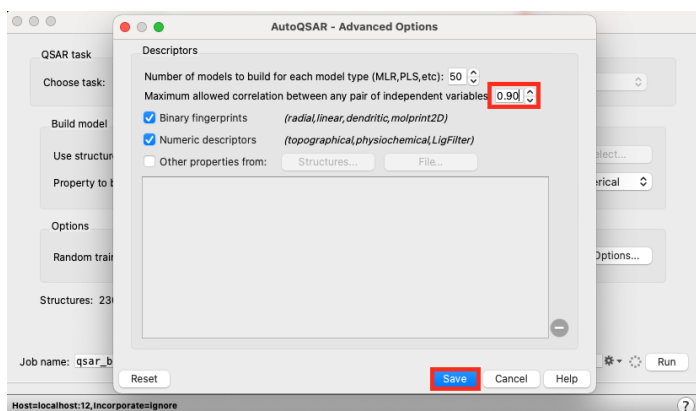 AutoQSAR - Advanced Options
QSAR task
Choose task:
Descriptors
Number of models to build for each model type (MLR,PLS,etc): 50
Maximum allowed correlation between any pair of independent variables 0.90
Binary fingerprints (radial,linear,dendritic,molprint2D)
Numeric descriptors (topographical,physiochemical,LigFilter)
Other properties from: Structures... File...
Build model
Use structur
elect...
Property to b
erical
Options
Random train
Options...
Structures: 23
Job name: qsar_b
Run
Reset Save Cancel Help
Host=localhost:12,Incorporate=ignore
?